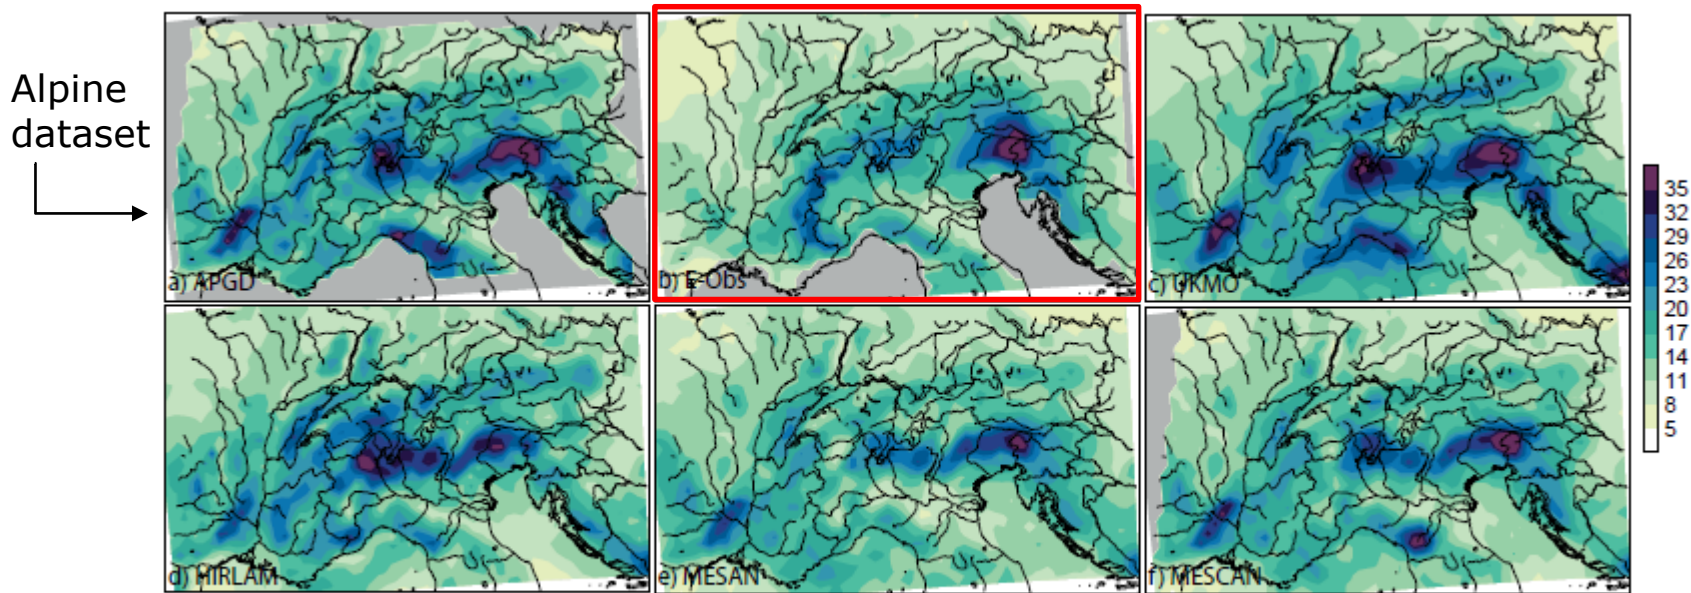 Alpine
dataset
a) APGD
b) E-Obs
c) UKMO
d) HIRLAM
e) MESAN
f) MESCAN
35
32
29
26
23
20
17
14
11
8
5